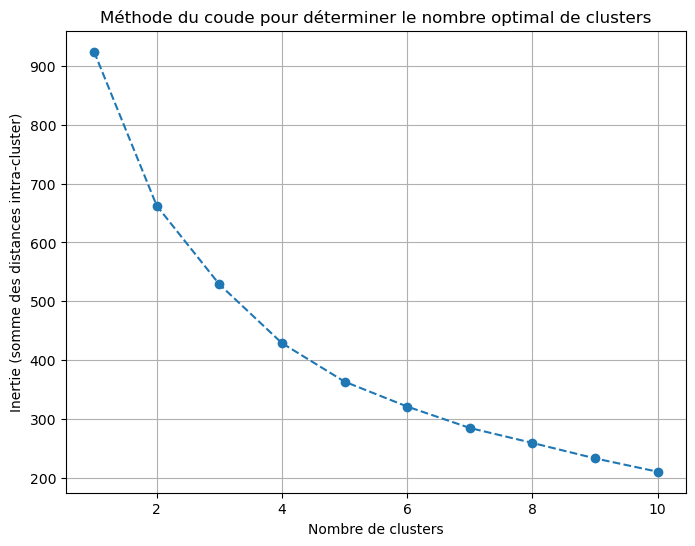 Méthode du coude pour déterminer le nombre optimal de clusters
Inertie (somme des distances intra-cluster)
900
800
700
600
500
400
300
200
2 4 6 8 10
Nombre de clusters